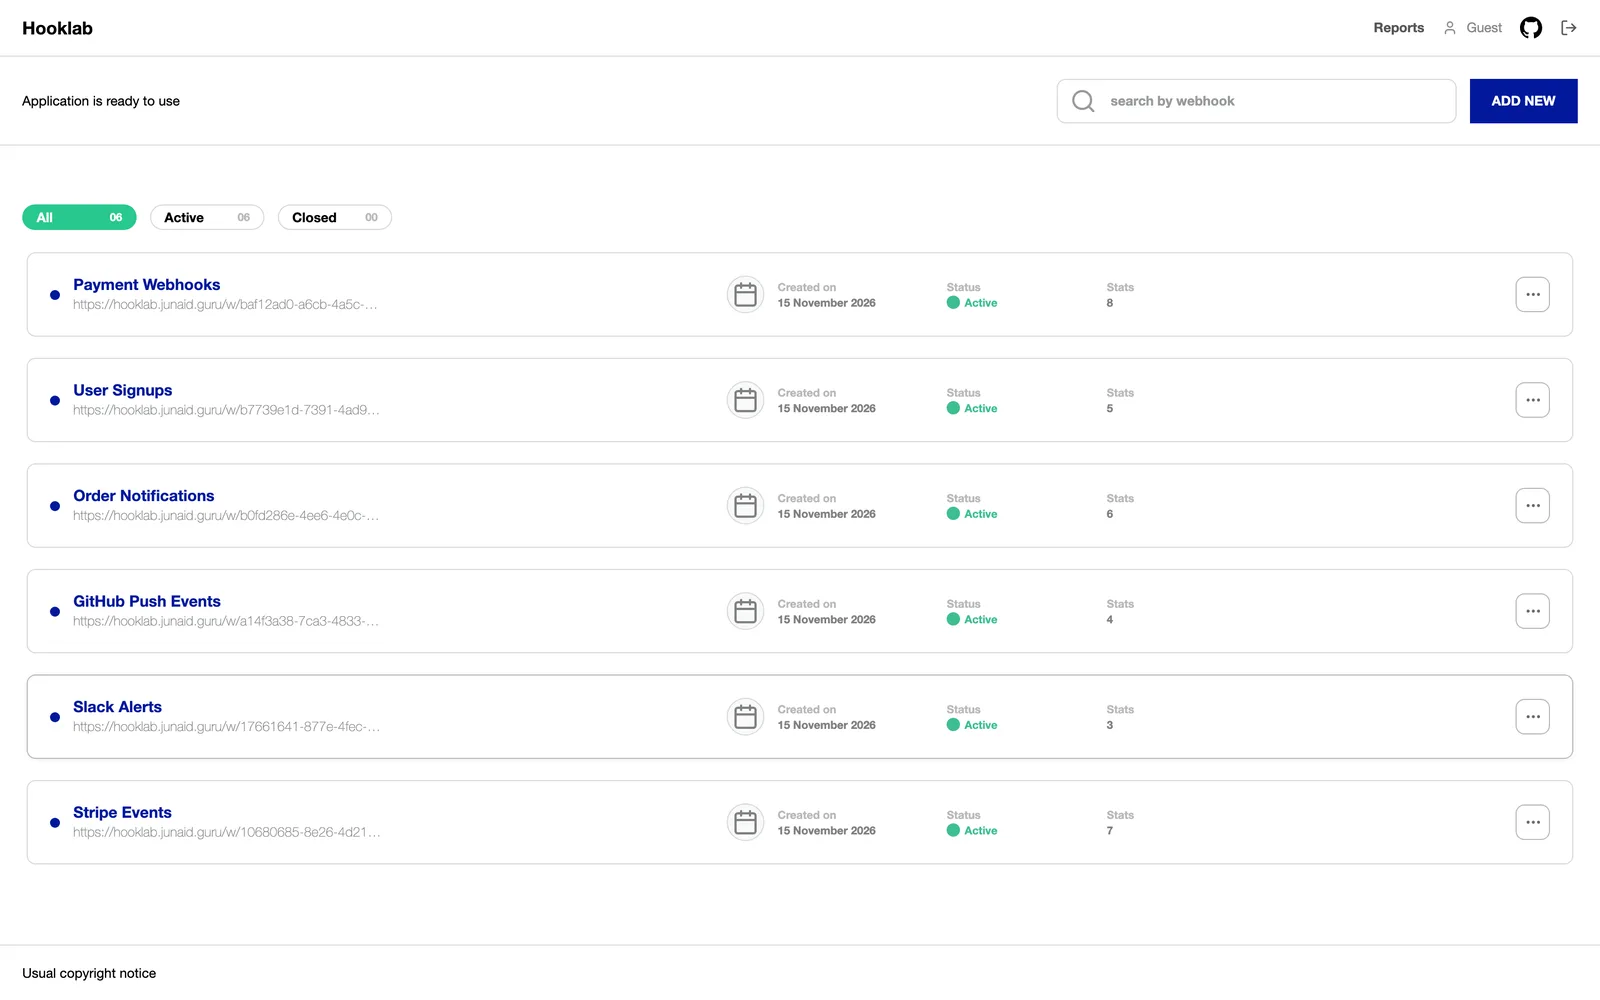 Hooklab
Reports Guest
Application is ready to use
search by webhook
ADD NEW
All 06 Active 06 Closed 00
Payment Webhooks
https://hooklab.junaid.guru/w/baf12ad0-a6cb-4a5c-...
Created on
15 November 2026
Status
Active
Stats
8
User Signups
https://hooklab.junaid.guru/w/b7739e1d-7391-4ad9...
Created on
15 November 2026
Status
Active
Stats
5
Order Notifications
https://hooklab.junaid.guru/w/b0fd286e-4ee6-4e0c-...
Created on
15 November 2026
Status
Active
Stats
6
GitHub Push Events
https://hooklab.junaid.guru/w/a14f3a38-7ca3-4833-...
Created on
15 November 2026
Status
Active
Stats
4
Slack Alerts
https://hooklab.junaid.guru/w/17661641-877e-4fec-...
Created on
15 November 2026
Status
Active
Stats
3
Stripe Events
https://hooklab.junaid.guru/w/10680685-8e26-4d21...
Created on
15 November 2026
Status
Active
Stats
7
Usual copyright notice